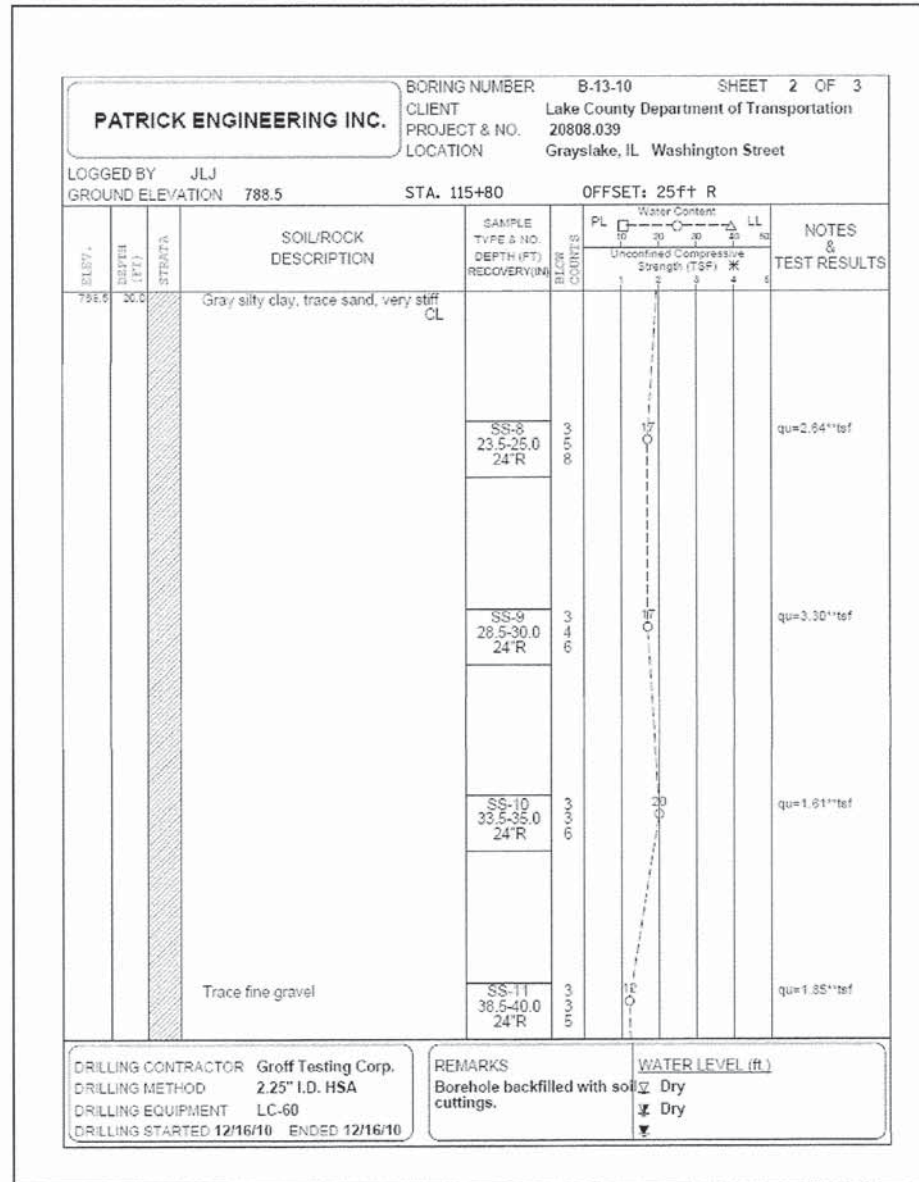 PATRICK ENGINEERING INC.
BORING NUMBER B-13-10 SHEET 2 OF 3
CLIENT Lake County Department of Transportation
PROJECT & NO. 20808.039
LOCATION Grayslake, IL Washington Street
LOGGED BY JLJ
GROUND ELEVATION 788.5 STA. 115+80 OFFSET: 25ft R
ELEV.
DEPTH (FT)
STRATA
SOIL/ROCK
DESCRIPTION
SAMPLE
TYPE & NO.
DEPTH (FT)
RECOVERY(IN)
BLOW
COUNTS
Water Content
PL LL
10 20 30 40 50
Unconfined Compressive
Strength (TSF)
1 2 3 4 5
NOTES
&
TEST RESULTS
20.0 Gray silty clay, trace sand, very stiff
CL
SS-8 3 17 qu=2.64**tsf
23.5-25.0 5
24"R 8
SS-9 3 17 qu=3.30**tsf
28.5-30.0 4
24"R 6
SS-10 3 20 qu=1.61**tsf
33.5-35.0 3
24"R 6
Trace fine gravel SS-11 3 12 qu=1.85**tsf
38.5-40.0 3
24"R 5
DRILLING CONTRACTOR Groff Testing Corp.
DRILLING METHOD 2.25" I.D. HSA
DRILLING EQUIPMENT LC-60
DRILLING STARTED 12/16/10 ENDED 12/16/10
REMARKS
Borehole backfilled with soil
cuttings.
WATER LEVEL (ft.)
Dry
Dry